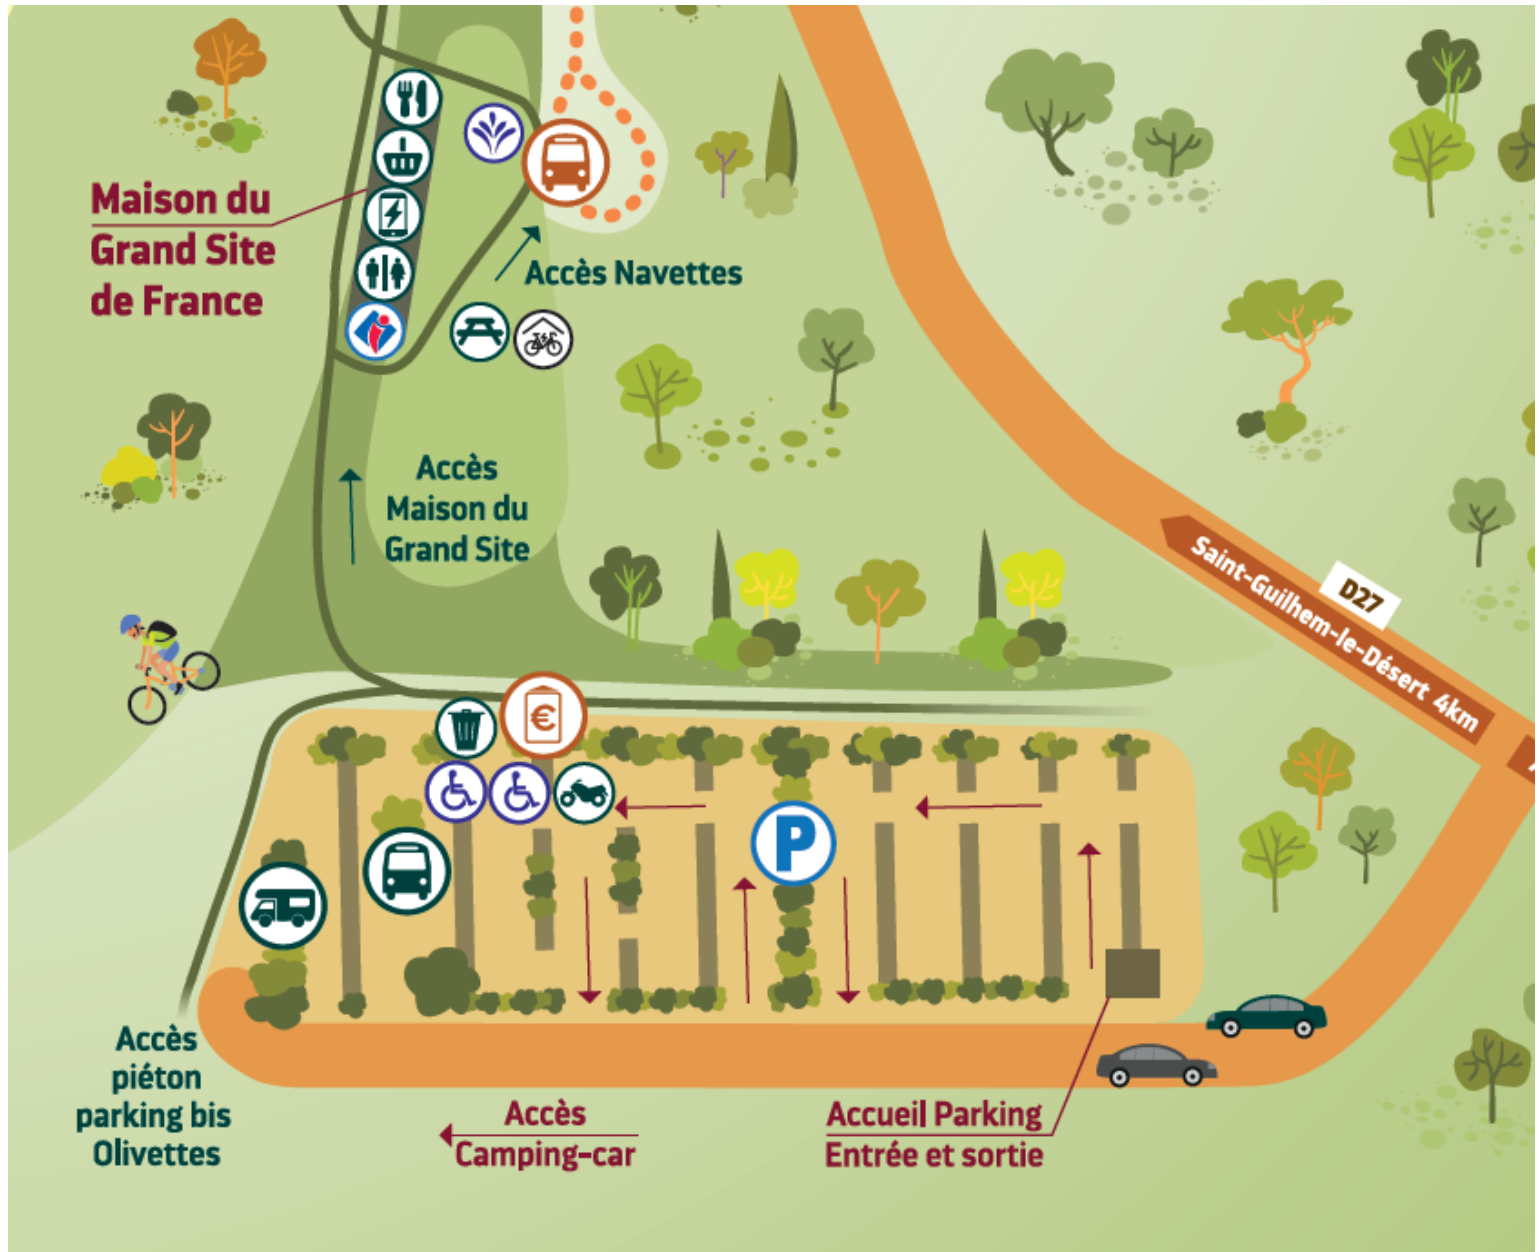 Maison du
Grand Site
de France
Accès Navettes
Accès
Maison du
Grand Site
D27
Saint-Guilhem-le-Désert 4km
€
P
Accès
piéton
parking bis
Olivettes
Accès
Camping-car
Accueil Parking
Entrée et sortie